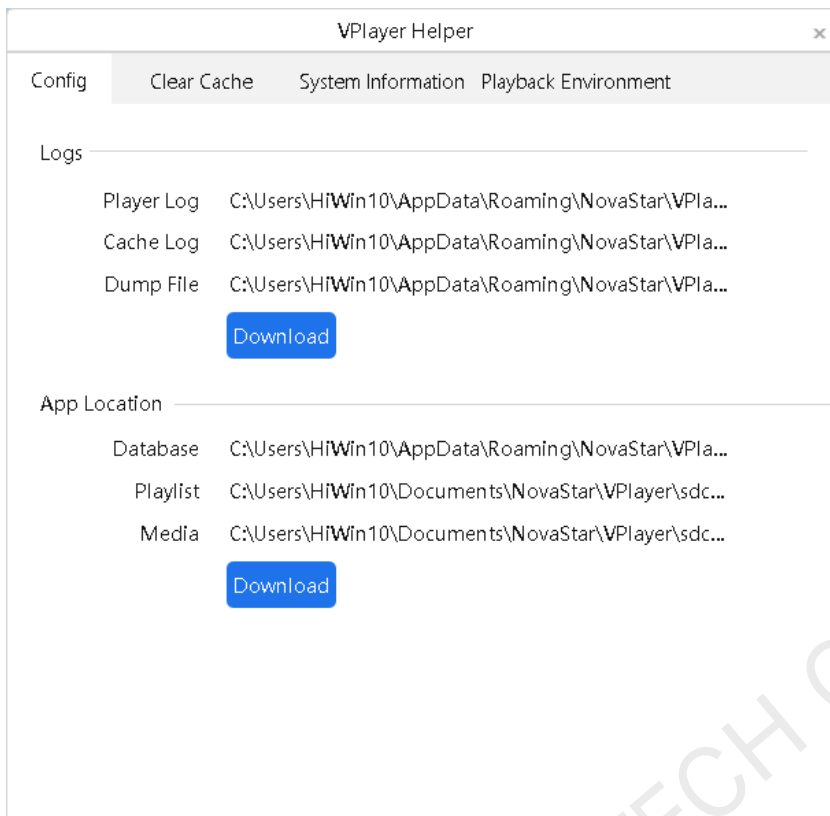 VPlayer Helper ×
Config Clear Cache System Information Playback Environment
Logs
Player Log C:\Users\HiWin10\AppData\Roaming\NovaStar\VPla...
Cache Log C:\Users\HiWin10\AppData\Roaming\NovaStar\VPla...
Dump File C:\Users\HiWin10\AppData\Roaming\NovaStar\VPla...
Download
App Location
Database C:\Users\HiWin10\AppData\Roaming\NovaStar\VPla...
Playlist C:\Users\HiWin10\Documents\NovaStar\VPlayer\sdc...
Media C:\Users\HiWin10\Documents\NovaStar\VPlayer\sdc...
Download